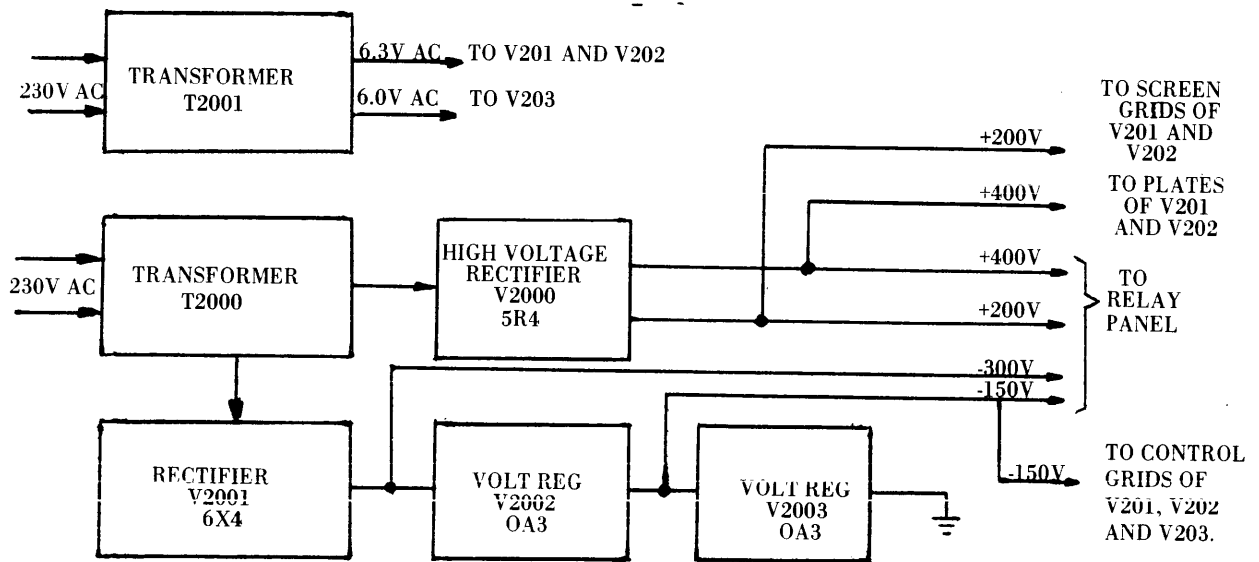 TRANSFORMER
T2001
230V AC
6.3V AC
TO V201 AND V202
6.0V AC
TO V203
TRANSFORMER
T2000
230V AC
HIGH VOLTAGE
RECTIFIER
V2000
5R4
+200V
TO SCREEN
GRIDS OF
V201 AND
V202
+400V
TO PLATES
OF V201
AND V202
+400V
+200V
-300V
-150V
TO
RELAY
PANEL
RECTIFIER
V2001
6X4
VOLT REG
V2002
OA3
VOLT REG
V2003
OA3
-150V
TO CONTROL
GRIDS OF
V201, V202
AND V203.